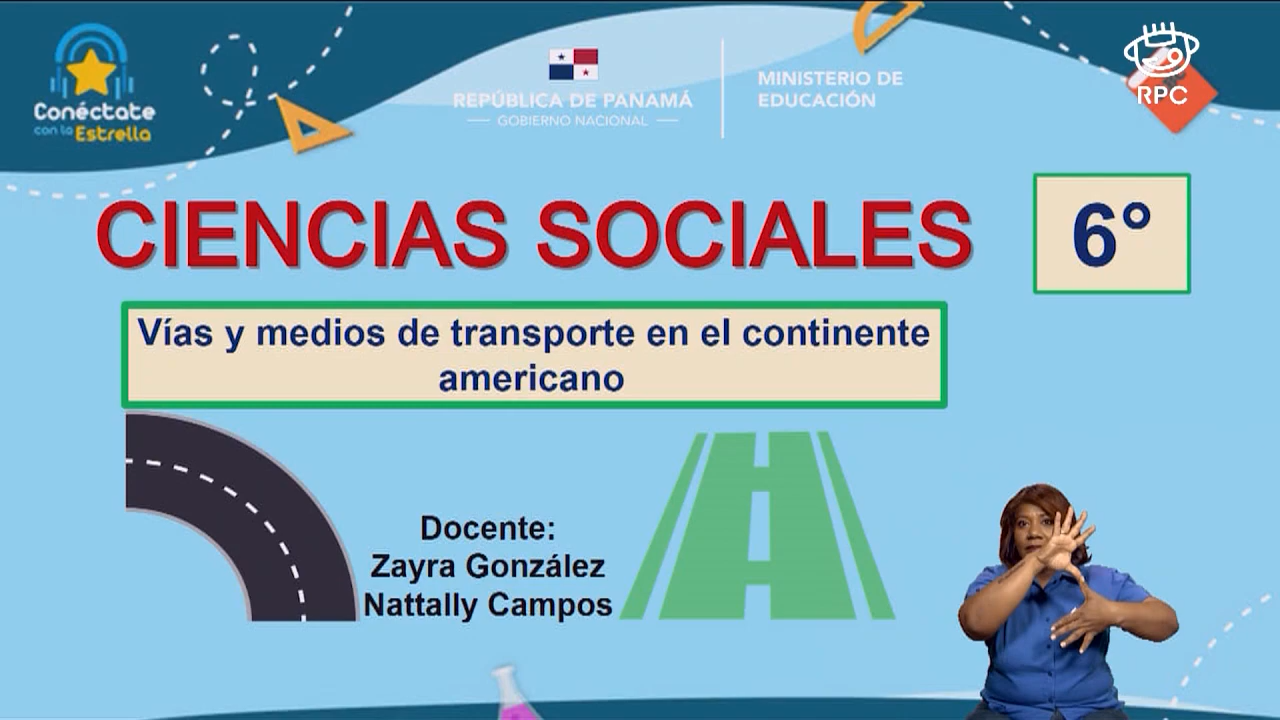 Conéctate
con la Estrella
REPÚBLICA DE PANAMÁ
GOBIERNO NACIONAL
MINISTERIO DE
EDUCACIÓN
RPC
CIENCIAS SOCIALES
6°
Vías y medios de transporte en el continente
americano
Docente:
Zayra González
Nattally Campos